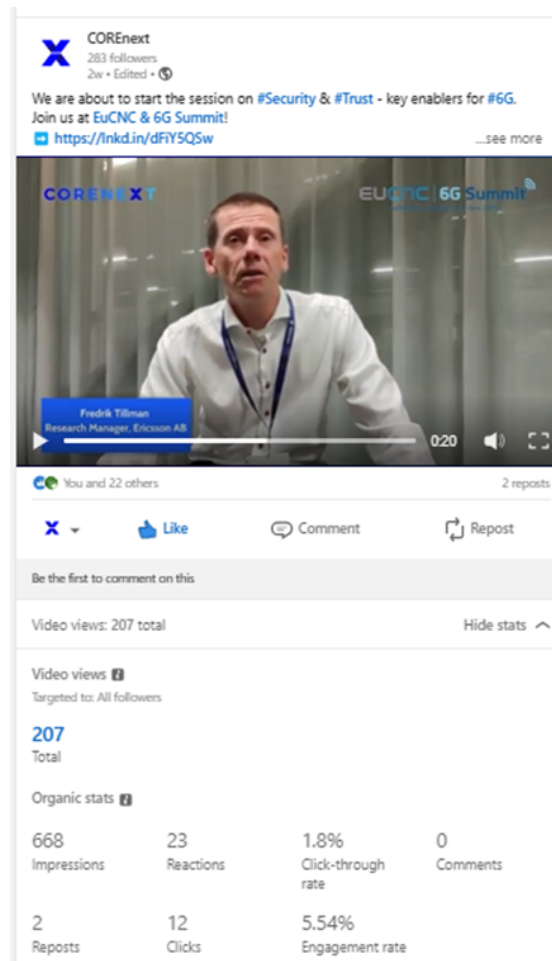 COREnext
283 followers
2w • Edited •
We are about to start the session on #Security & #Trust - key enablers for #6G.
Join us at EuCNC & 6G Summit!
https://lnkd.in/dFiY5QSw
...see more
CORENEXT
EUCNC | 6G Summit
Fredrik Tillman
Research Manager, Ericsson AB
0:20
You and 22 others
2 reposts
Like
Comment
Repost
Be the first to comment on this
Video views: 207 total
Hide stats
Video views
Targeted to: All followers
207
Total
Organic stats
668
23
1.8%
0
Impressions
Reactions
Click-through
rate
Comments
2
12
5.54%
Reposts
Clicks
Engagement rate